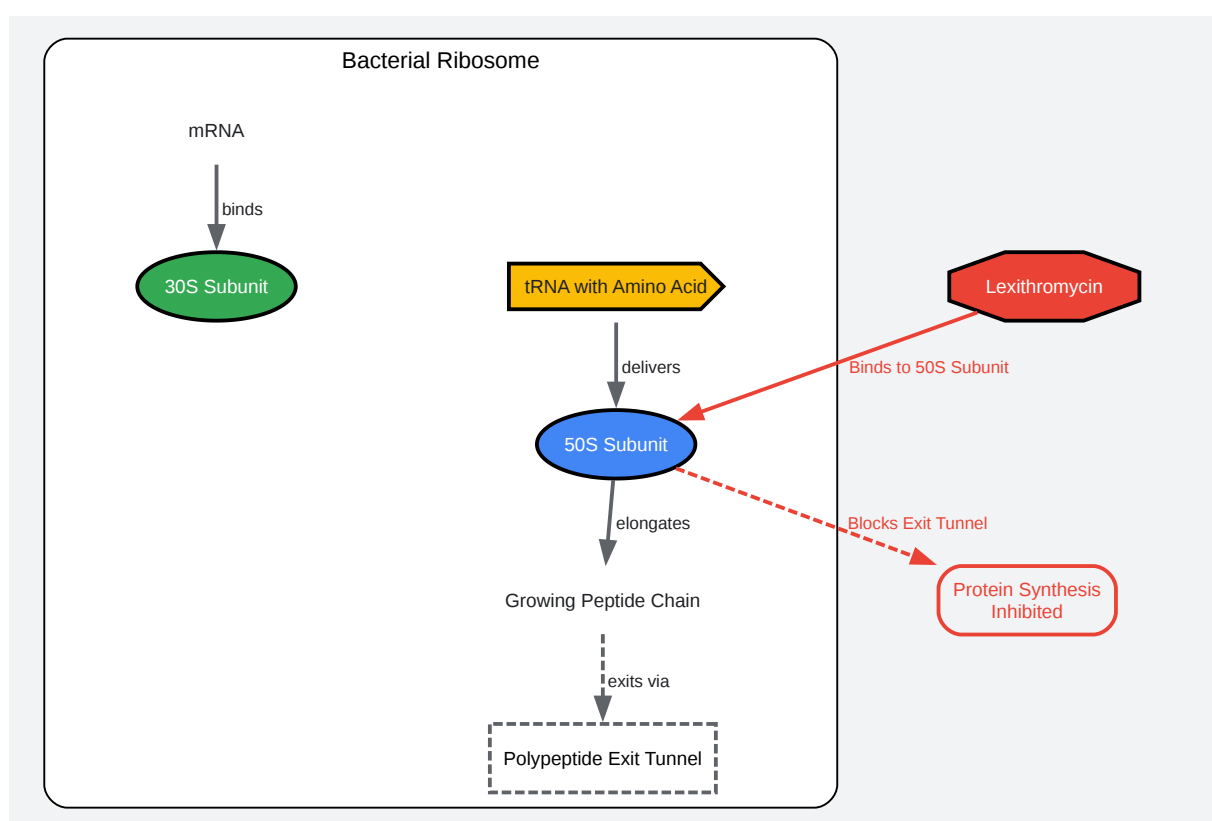 Bacterial Ribosome
mRNA
binds
30S Subunit
tRNA with Amino Acid
Lexithromycin
delivers
Binds to 50S Subunit
50S Subunit
elongates
Blocks Exit Tunnel
Growing Peptide Chain
Protein Synthesis
Inhibited
exits via
Polypeptide Exit Tunnel